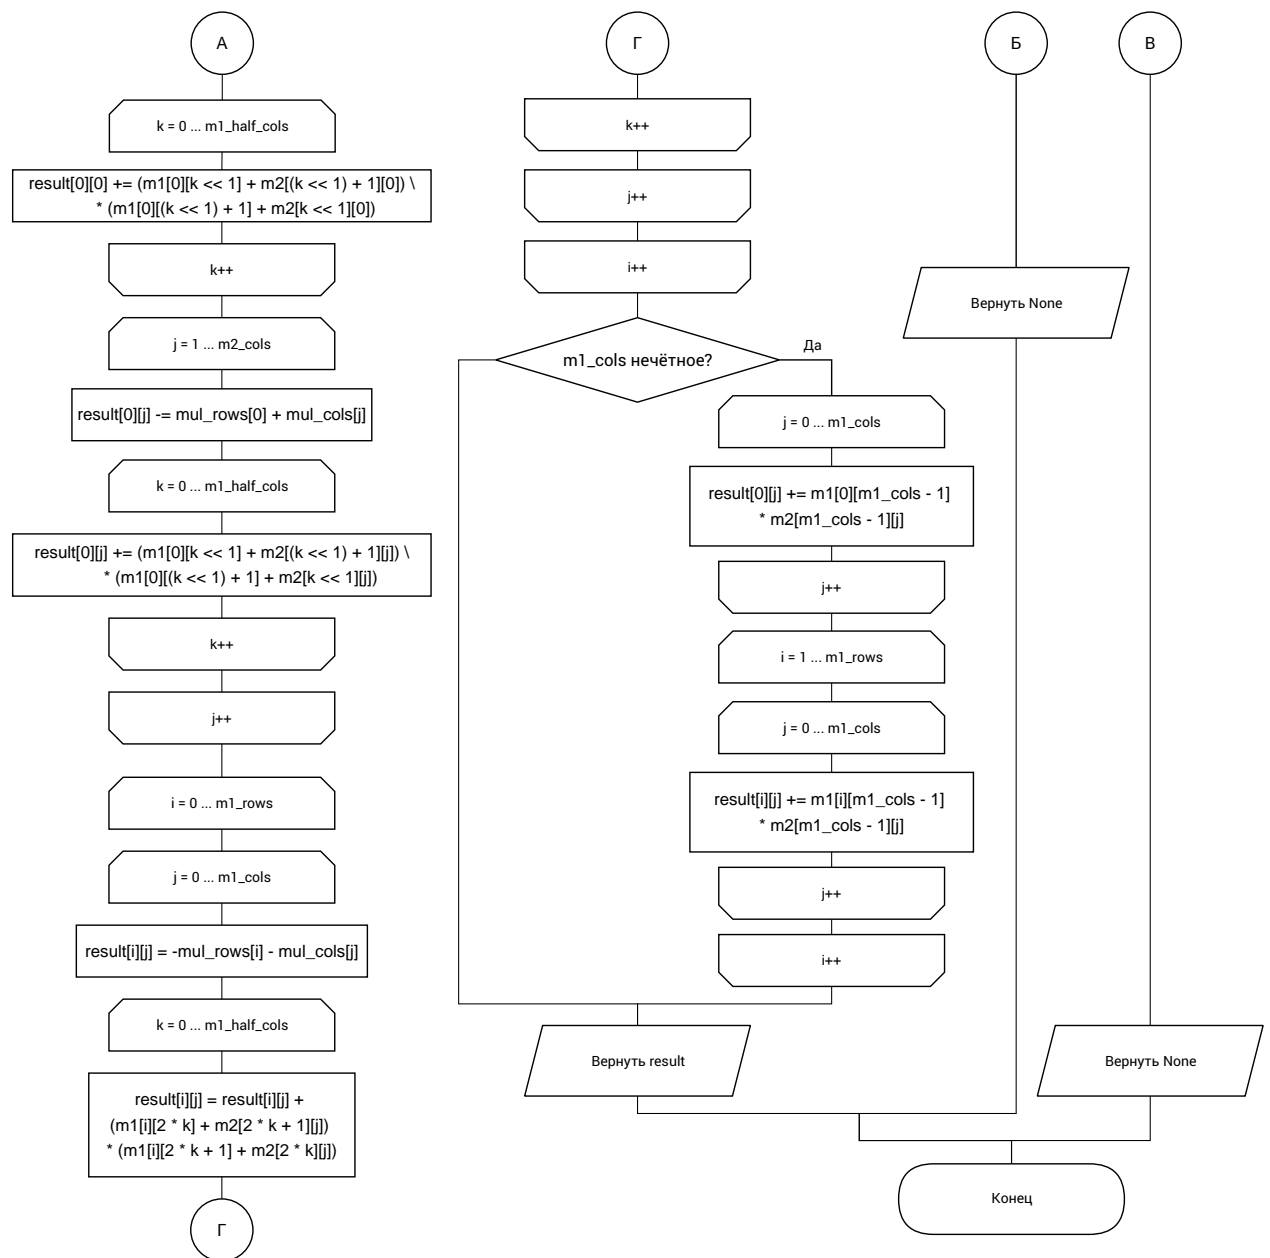 А
k = 0 ... m1_half_cols
result[0][0] += (m1[0][k << 1] + m2[(k << 1) + 1][0]) \
* (m1[0][(k << 1) + 1] + m2[k << 1][0])
k++
j = 1 ... m2_cols
result[0][j] -= mul_rows[0] + mul_cols[j]
k = 0 ... m1_half_cols
result[0][j] += (m1[0][k << 1] + m2[(k << 1) + 1][j]) \
* (m1[0][(k << 1) + 1] + m2[k << 1][j])
k++
j++
i = 0 ... m1_rows
j = 0 ... m1_cols
result[i][j] = -mul_rows[i] - mul_cols[j]
k = 0 ... m1_half_cols
result[i][j] = result[i][j] +
(m1[i][2 * k] + m2[2 * k + 1][j])
* (m1[i][2 * k + 1] + m2[2 * k][j])
Г
Г
k++
j++
i++
m1_cols нечётное?
Да
j = 0 ... m1_cols
result[0][j] += m1[0][m1_cols - 1]
* m2[m1_cols - 1][j]
j++
i = 1 ... m1_rows
j = 0 ... m1_cols
result[i][j] += m1[i][m1_cols - 1]
* m2[m1_cols - 1][j]
j++
i++
Вернуть result
Б
Вернуть None
В
Вернуть None
Конец